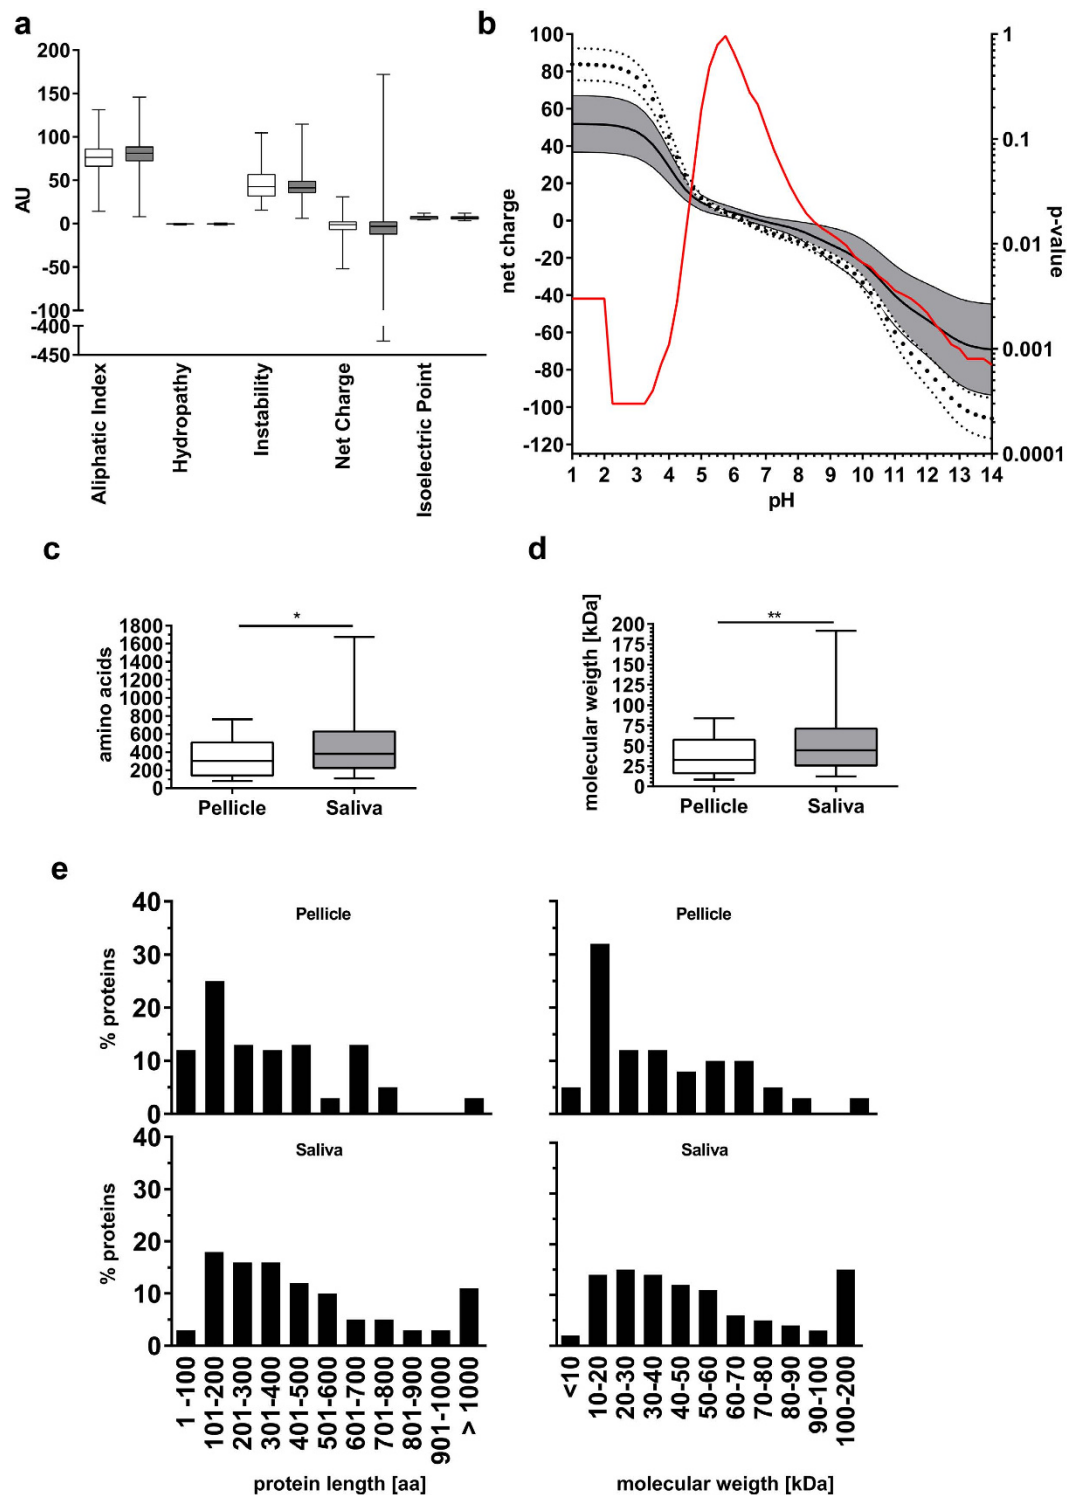 a
200
150
100
50
0
-50
-100
-400
-450
AU
Aliphatic Index
Hydropathy
Instability
Net Charge
Isoelectric Point
b
100
80
60
40
20
0
-20
-40
-60
-80
-100
-120
net charge
1
0.1
0.01
0.001
0.0001
p-value
1 2 3 4 5 6 7 8 9 10 11 12 13 14
pH
c
1800
1600
1400
1200
1000
800
600
400
200
0
amino acids
*
Pellicle Saliva
d
200
175
150
125
100
75
50
25
0
molecular weigth [kDa]
**
Pellicle Saliva
e
40
30
20
10
0
% proteins
Pellicle
Pellicle
40
30
20
10
0
% proteins
Saliva
Saliva
1 -100
101-200
201-300
301-400
401-500
501-600
601-700
701-800
801-900
901-1000
> 1000
protein length [aa]
<10
10-20
20-30
30-40
40-50
50-60
60-70
70-80
80-90
90-100
100-200
molecular weigth [kDa]